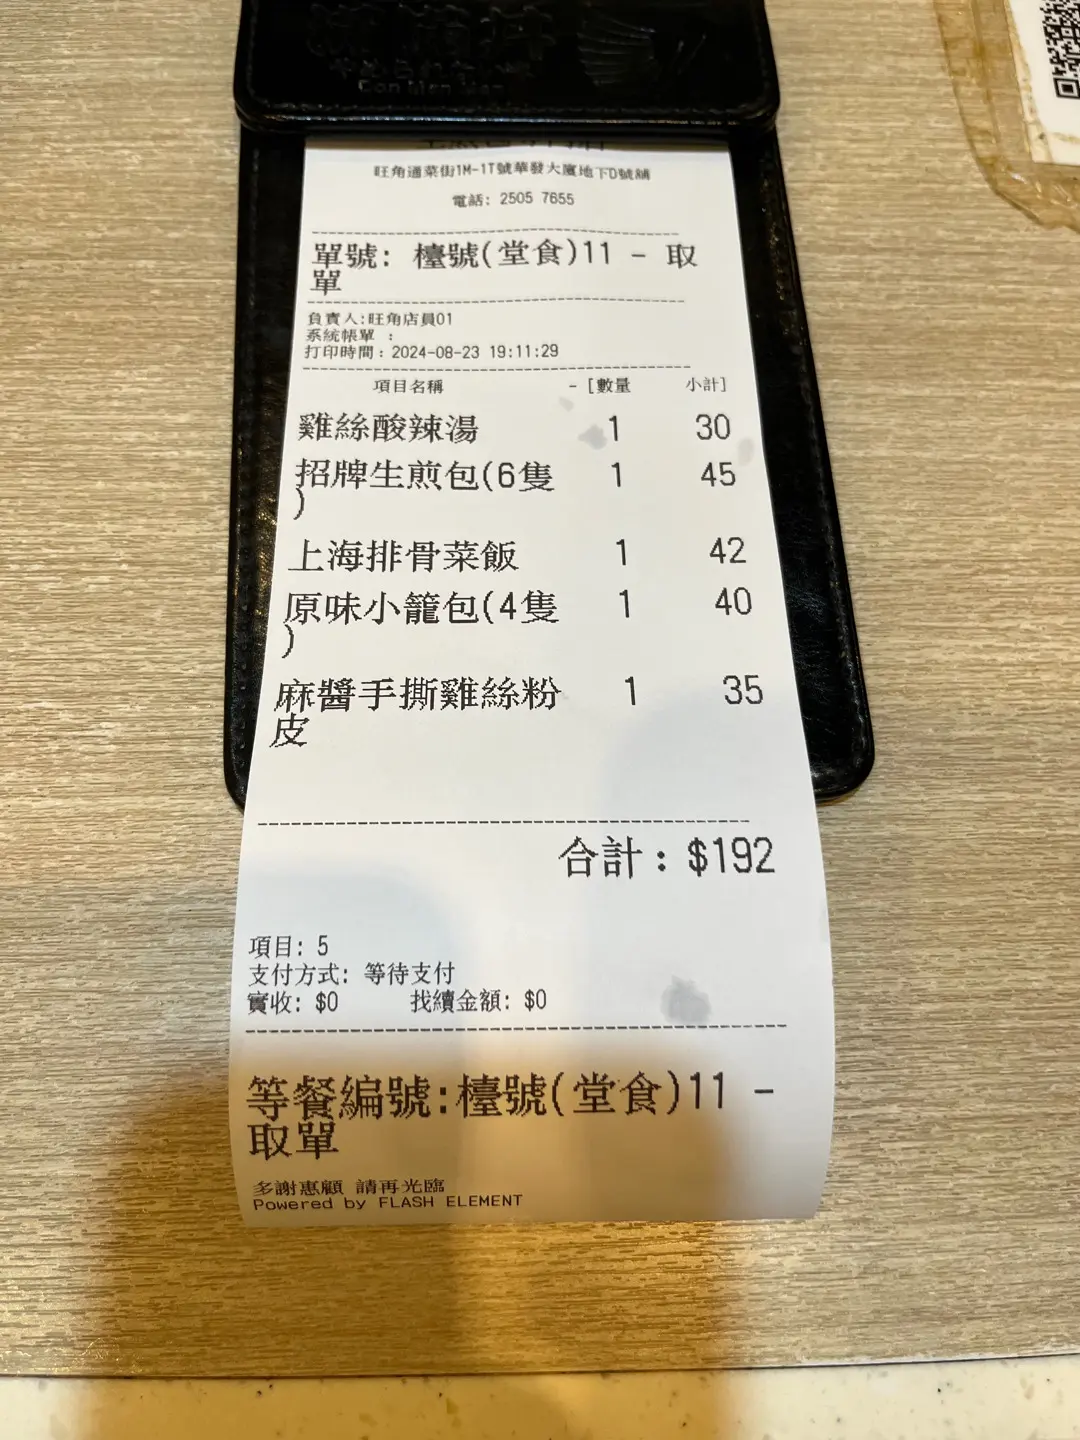 旺角通菜街1M-1T號華發大廈地下D號舖
電話: 2505 7655
單號: 檯號(堂食)11 - 取
單
負責人:旺角店員01
系統帳單 :
打印時間: 2024-08-23 19:11:29
項目名稱 - [數量 小計]
雞絲酸辣湯 1 30
招牌生煎包(6隻 1 45
)
上海排骨菜飯 1 42
原味小籠包(4隻 1 40
)
麻醬手撕雞絲粉 1 35
皮
合計: $192
項目: 5
支付方式: 等待支付
實收: $0 找續金額: $0
等餐編號:檯號(堂食)11 -
取單
多謝惠顧 請再光臨
Powered by FLASH ELEMENT